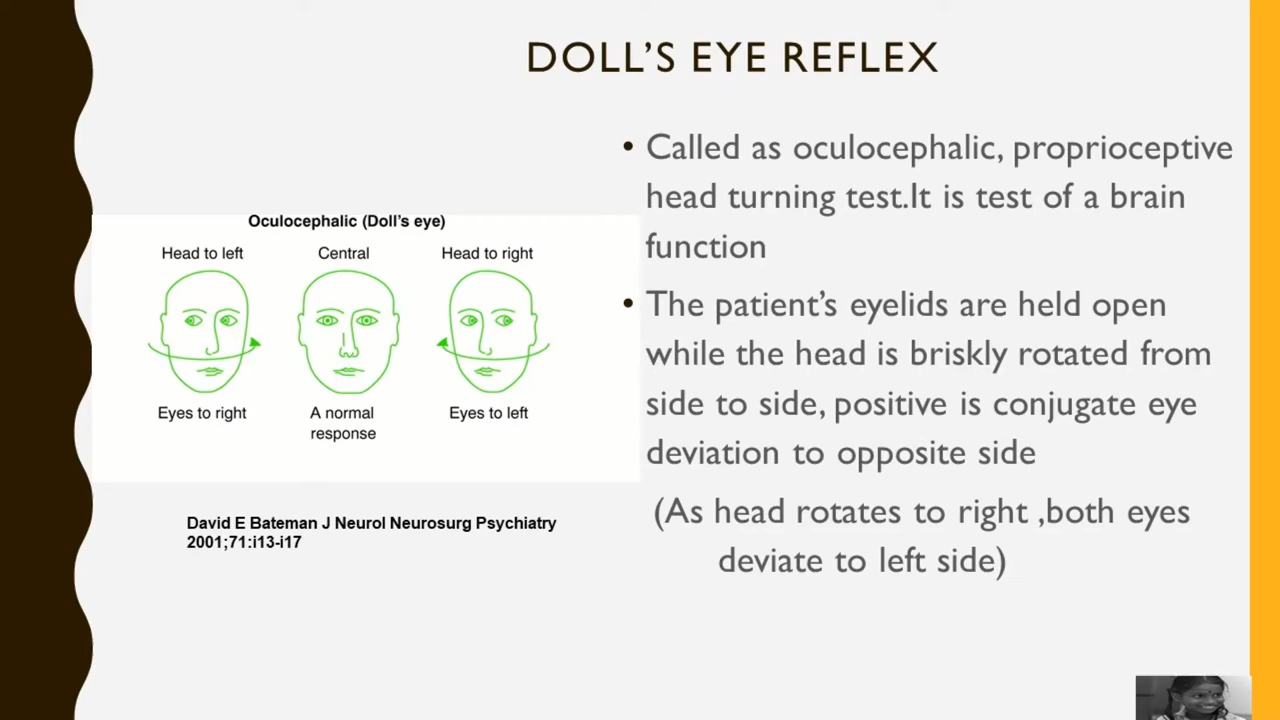 DOLL'S EYE REFLEX
Oculocephalic (Doll's eye)
Head to left
Central
Head to right
Eyes to right
A normal
response
Eyes to left
David E Bateman J Neurol Neurosurg Psychiatry
2001;71:i13-i17
• Called as oculocephalic, proprioceptive
head turning test.It is test of a brain
function
• The patient's eyelids are held open
while the head is briskly rotated from
side to side, positive is conjugate eye
deviation to opposite side
(As head rotates to right ,both eyes
deviate to left side)